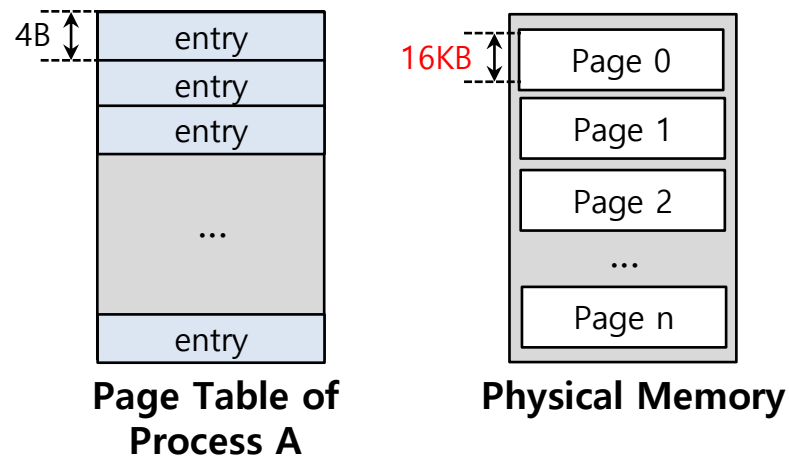 4B
entry
entry
entry
...
entry
Page Table of
Process A
16KB
Page 0
Page 1
Page 2
...
Page n
Physical Memory